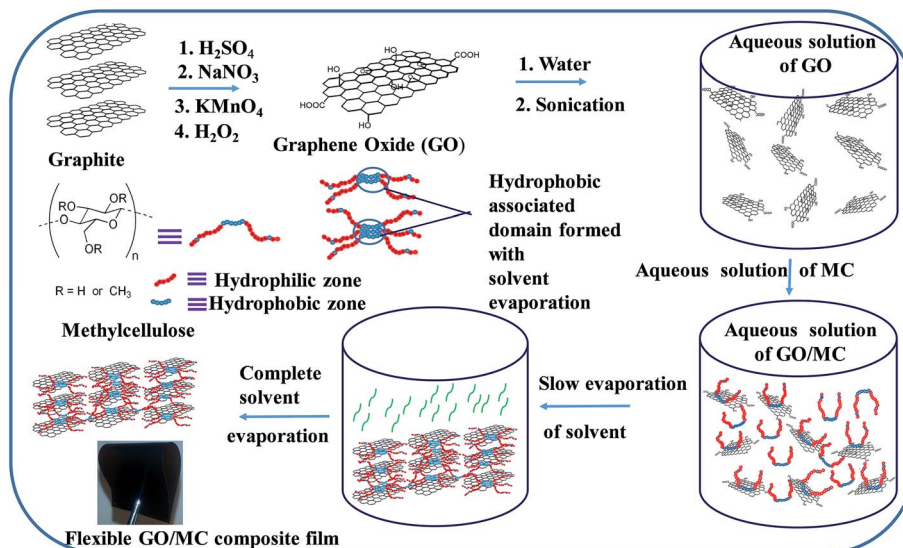 1. H₂SO₄
2. NaNO₃
3. KMnO₄
4. H₂O₂
Graphite
HO
COOH
HO
OH
HOOC
HO
Graphene Oxide (GO)
1. Water
2. Sonication
Aqueous solution
of GO
RO
OR
O
O
O
OR
n
R = H or CH₃
Methylcellulose
Hydrophilic zone
Hydrophobic zone
Hydrophobic
associated
domain formed
with
solvent
evaporation
Aqueous solution of MC
Aqueous solution
of GO/MC
Slow evaporation
of solvent
Complete
solvent
evaporation
Flexible GO/MC composite film